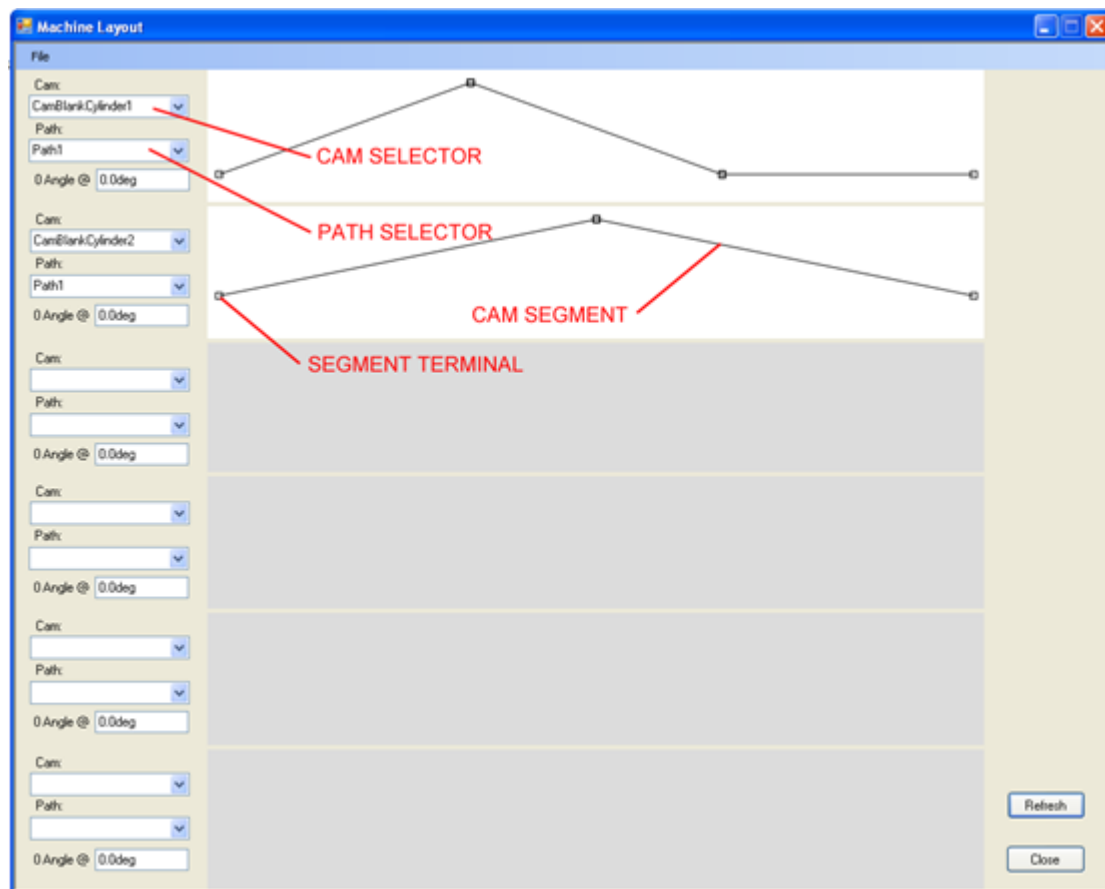 Machine Layout
File
Cam:
CamBlankCylinder1
Path:
Path1
0 Angle @ 0.0deg
CAM SELECTOR
Cam:
CamBlankCylinder2
Path:
Path1
0 Angle @ 0.0deg
PATH SELECTOR
CAM SEGMENT
SEGMENT TERMINAL
Cam:
Path:
0 Angle @ 0.0deg
Cam:
Path:
0 Angle @ 0.0deg
Cam:
Path:
0 Angle @ 0.0deg
Cam:
Path:
0 Angle @ 0.0deg
Refresh
Close